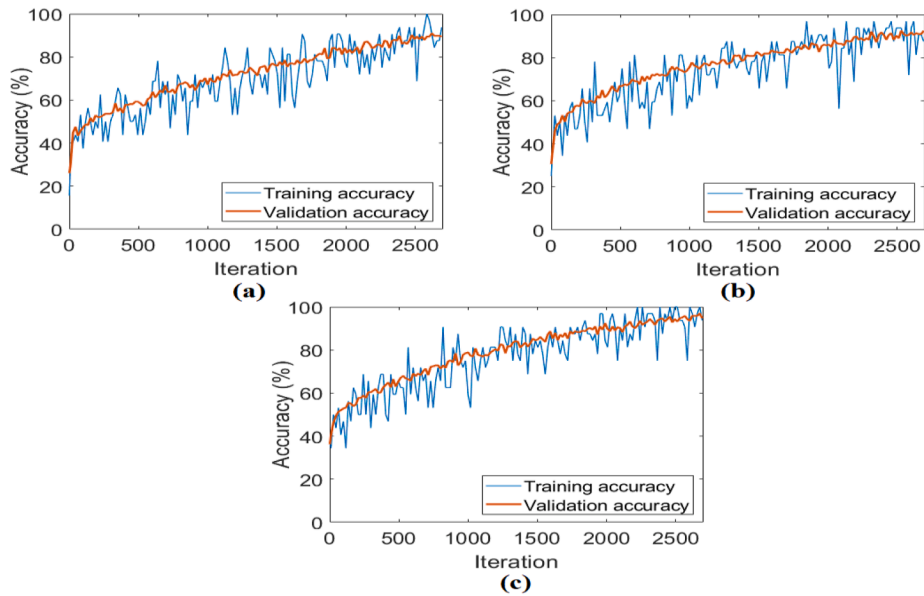 100
80
60
40
20
0
Accuracy (%)
Training accuracy
Validation accuracy
0 500 1000 1500 2000 2500
Iteration
(a)
100
80
60
40
20
0
Accuracy (%)
Training accuracy
Validation accuracy
0 500 1000 1500 2000 2500
Iteration
(b)
100
80
60
40
20
0
Accuracy (%)
Training accuracy
Validation accuracy
0 500 1000 1500 2000 2500
Iteration
(c)